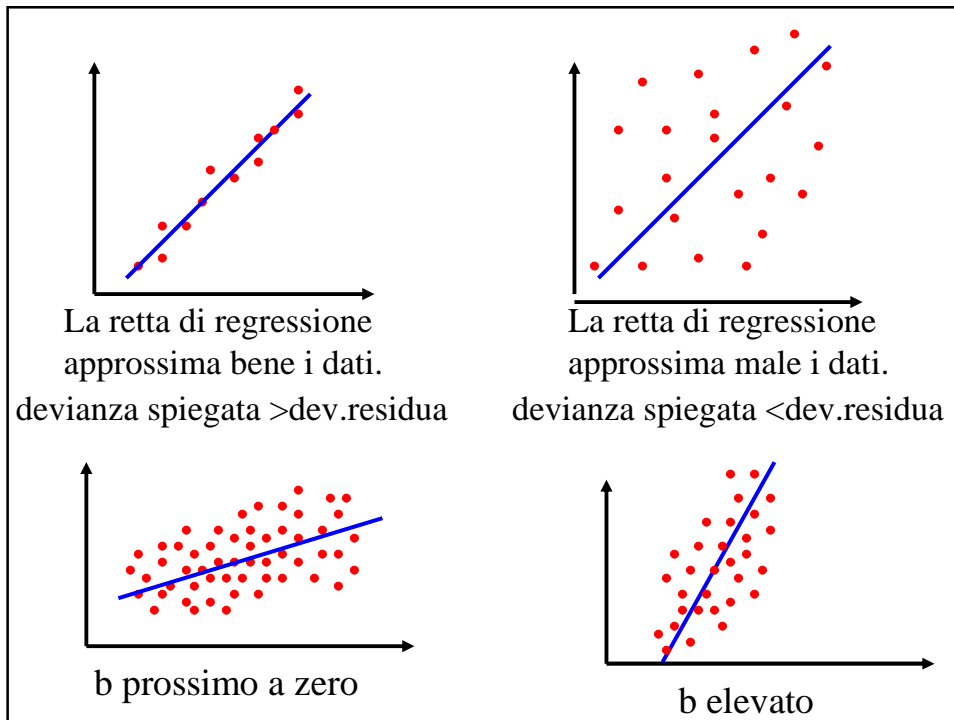 La retta di regressione
approssima bene i dati.
devianza spiegata >dev.residua
La retta di regressione
approssima male i dati.
devianza spiegata <dev.residua
b prossimo a zero
b elevato